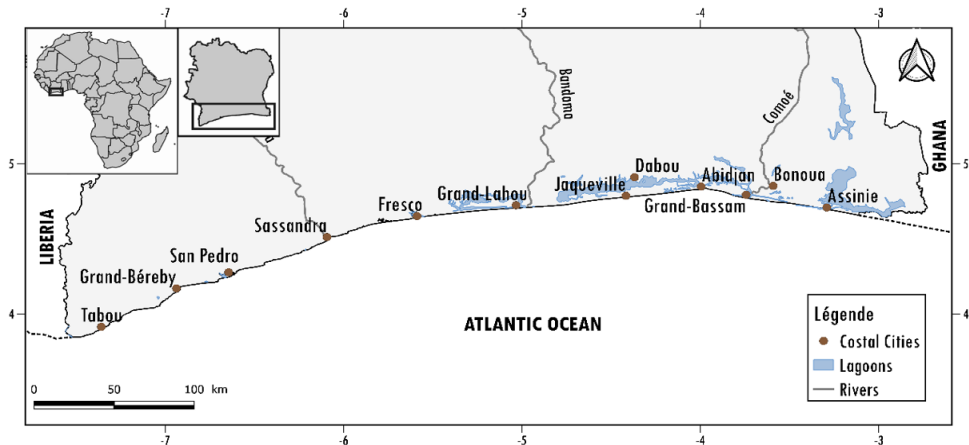 -7 -6 -5 -4 -3
Bandama
Comoé
5 5
GHANA
Dabou
Abidjan
Bonoua
Jaqueville
Grand-Lahou
Assinie
Fresco
Grand-Bassam
Sassandra
LIBERIA
San Pedro
Grand-Béreby
4 4
Tabou
ATLANTIC OCEAN
Légende
Costal Cities
Lagoons
Rivers
0 50 100 km
-7 -6 -5 -4 -3